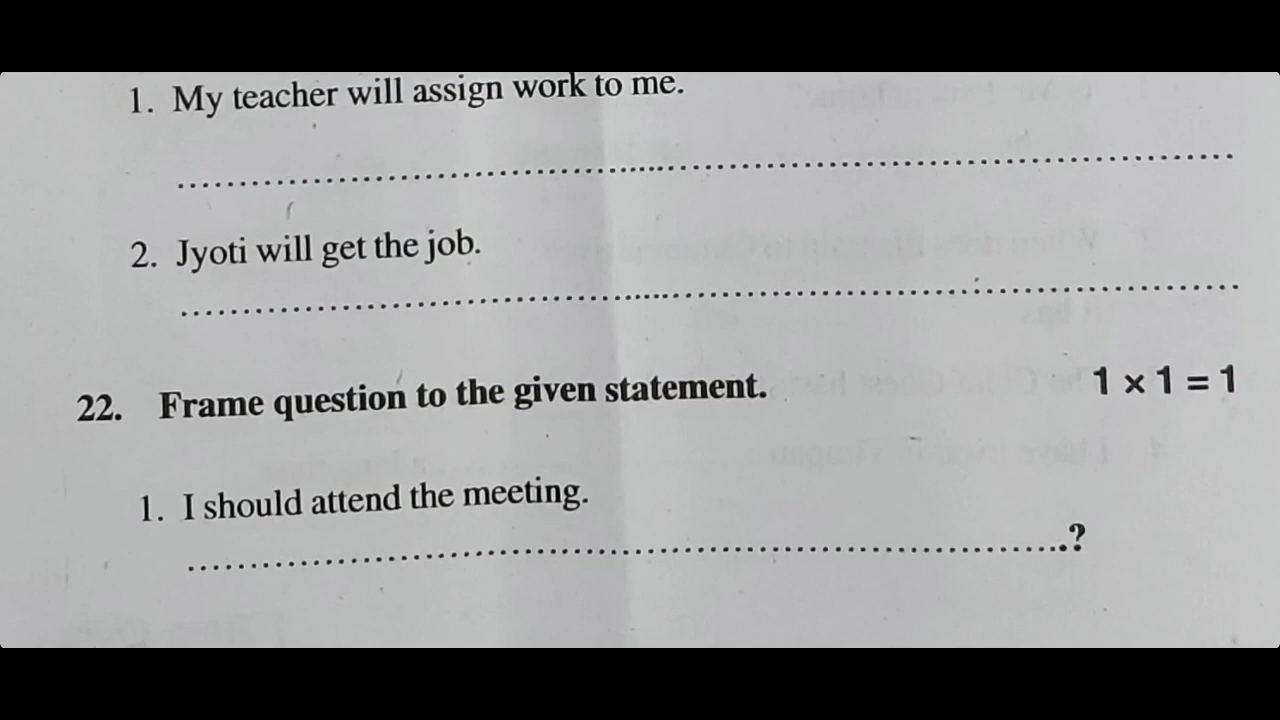 1. My teacher will assign work to me.
................................................................................
2. Jyoti will get the job.
................................................................................
22. Frame question to the given statement. 1 × 1 = 1
1. I should attend the meeting.
......................................................................?